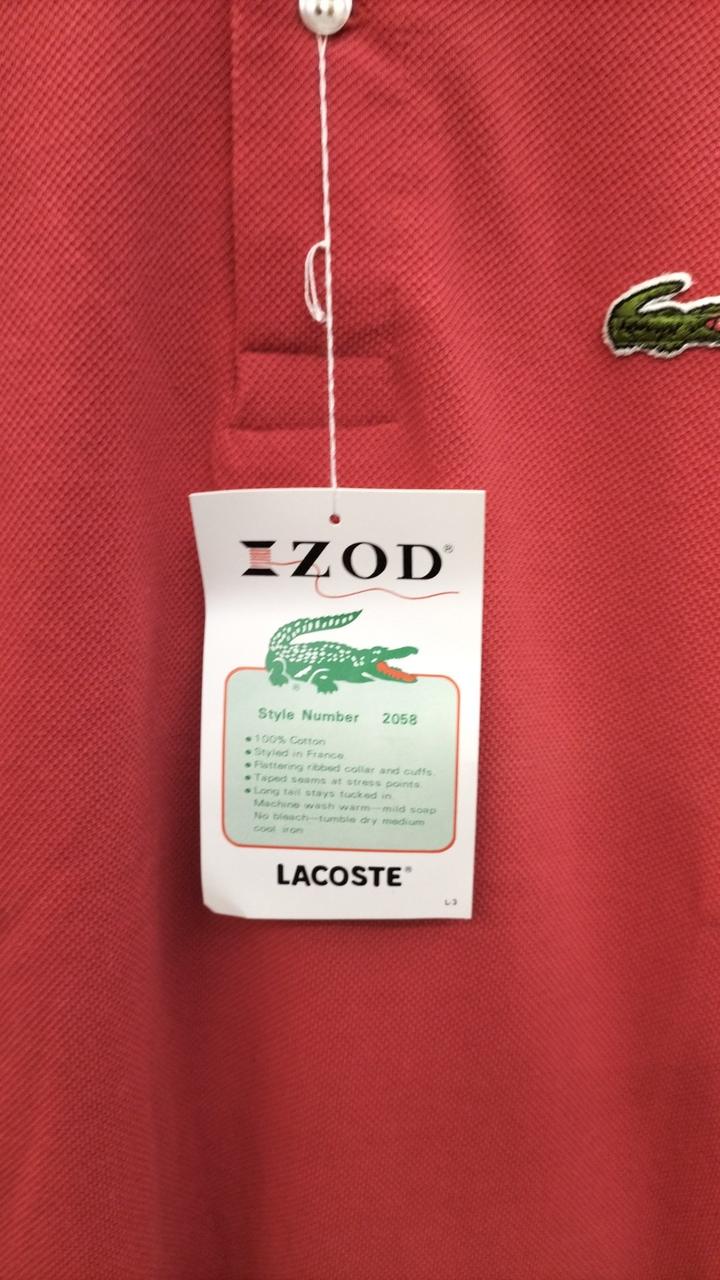 IZOD®
®
Style Number 2058
• 100% Cotton
• Styled in France
• Flattering ribbed collar and cuffs.
• Taped seams at stress points.
• Long tail stays tucked in.
Machine wash warm—mild soap
No bleach—tumble dry medium
cool iron
LACOSTE®
L-3